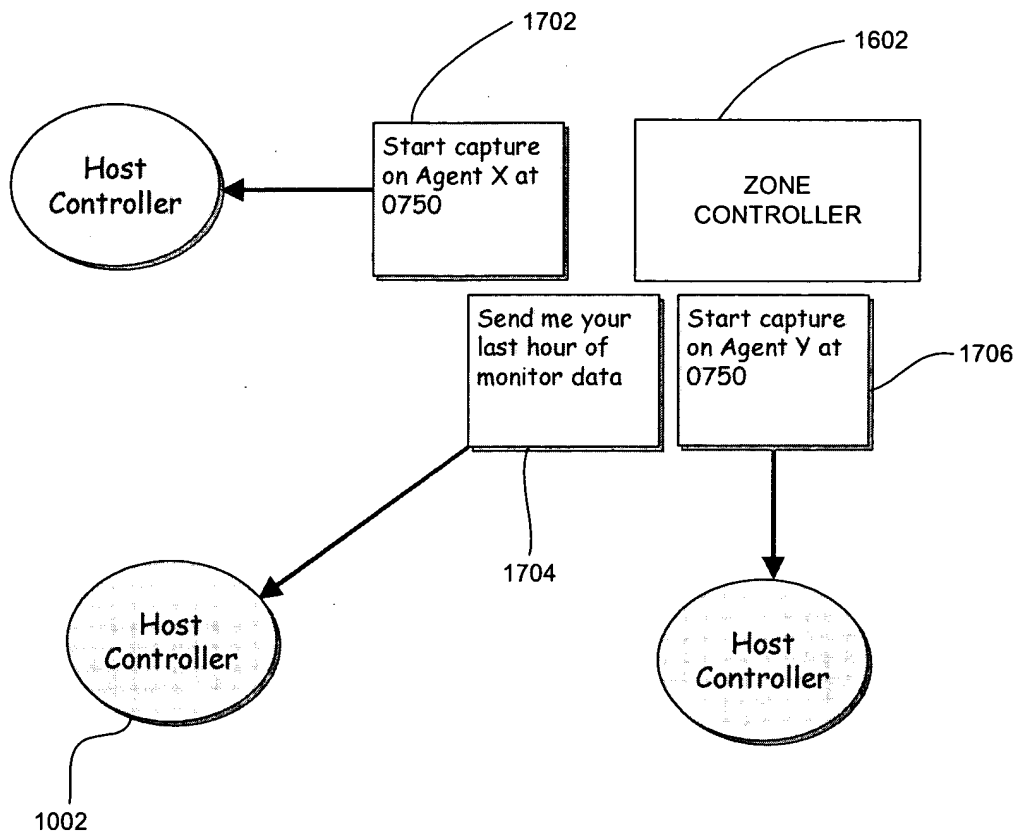 1702
1602
Host
Controller
Start capture
on Agent X at
0750
ZONE
CONTROLLER
Send me your
last hour of
monitor data
Start capture
on Agent Y at
0750
1706
1704
Host
Controller
Host
Controller
1002